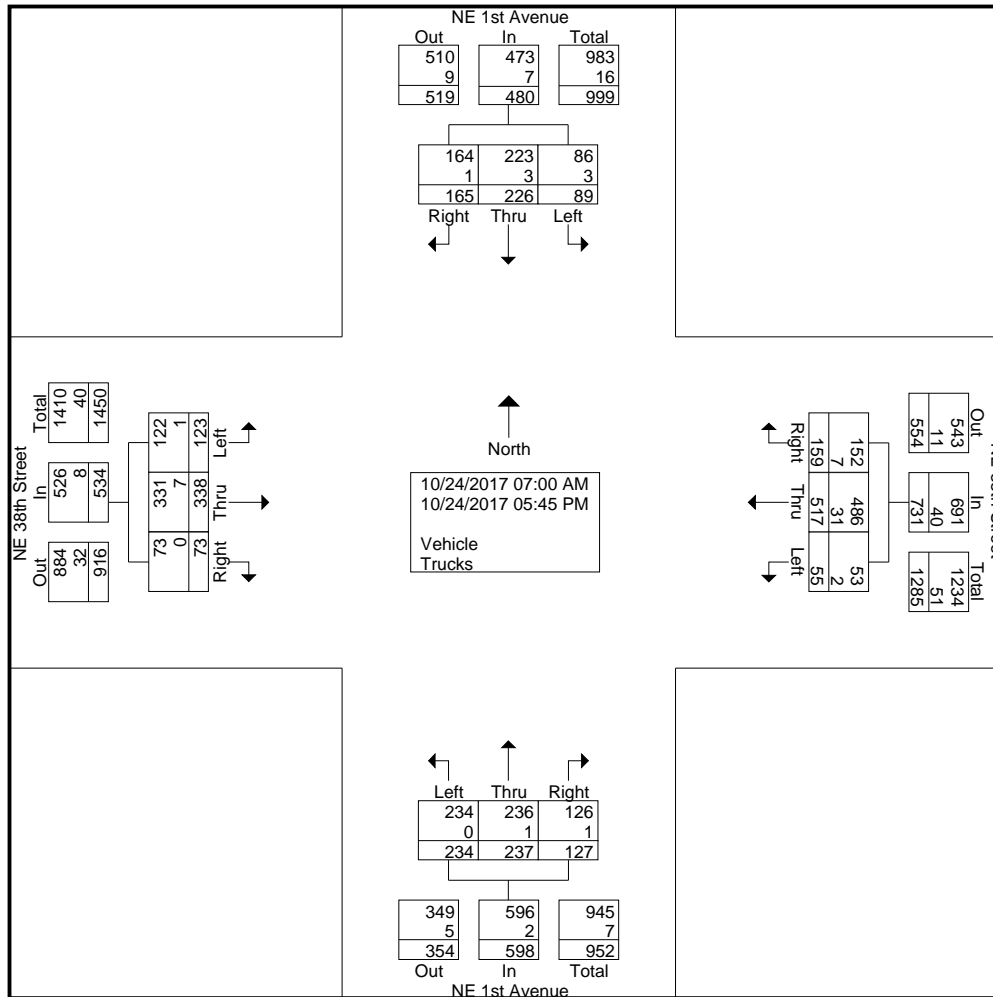 NE 1st Avenue
Out In Total
510 473 983
9 7 16
519 480 999
164 223 86
1 3 3
165 226 89
Right Thru Left
NE 38th Street
Total In Out
1410 526 884
40 8 32
1450 534 916
122 331 73
1 7 0
123 338 73
Left Thru Right
North
10/24/2017 07:00 AM
10/24/2017 05:45 PM
Vehicle
Trucks
Right Thru Left
159 517 55
7 31 2
152 486 53
Out In Total
543 691 1234
11 40 51
554 731 1285
Street
Left Thru Right
234 236 126
0 1 1
234 237 127
349 596 945
5 2 7
354 598 952
Out In Total
NE 1st Avenue